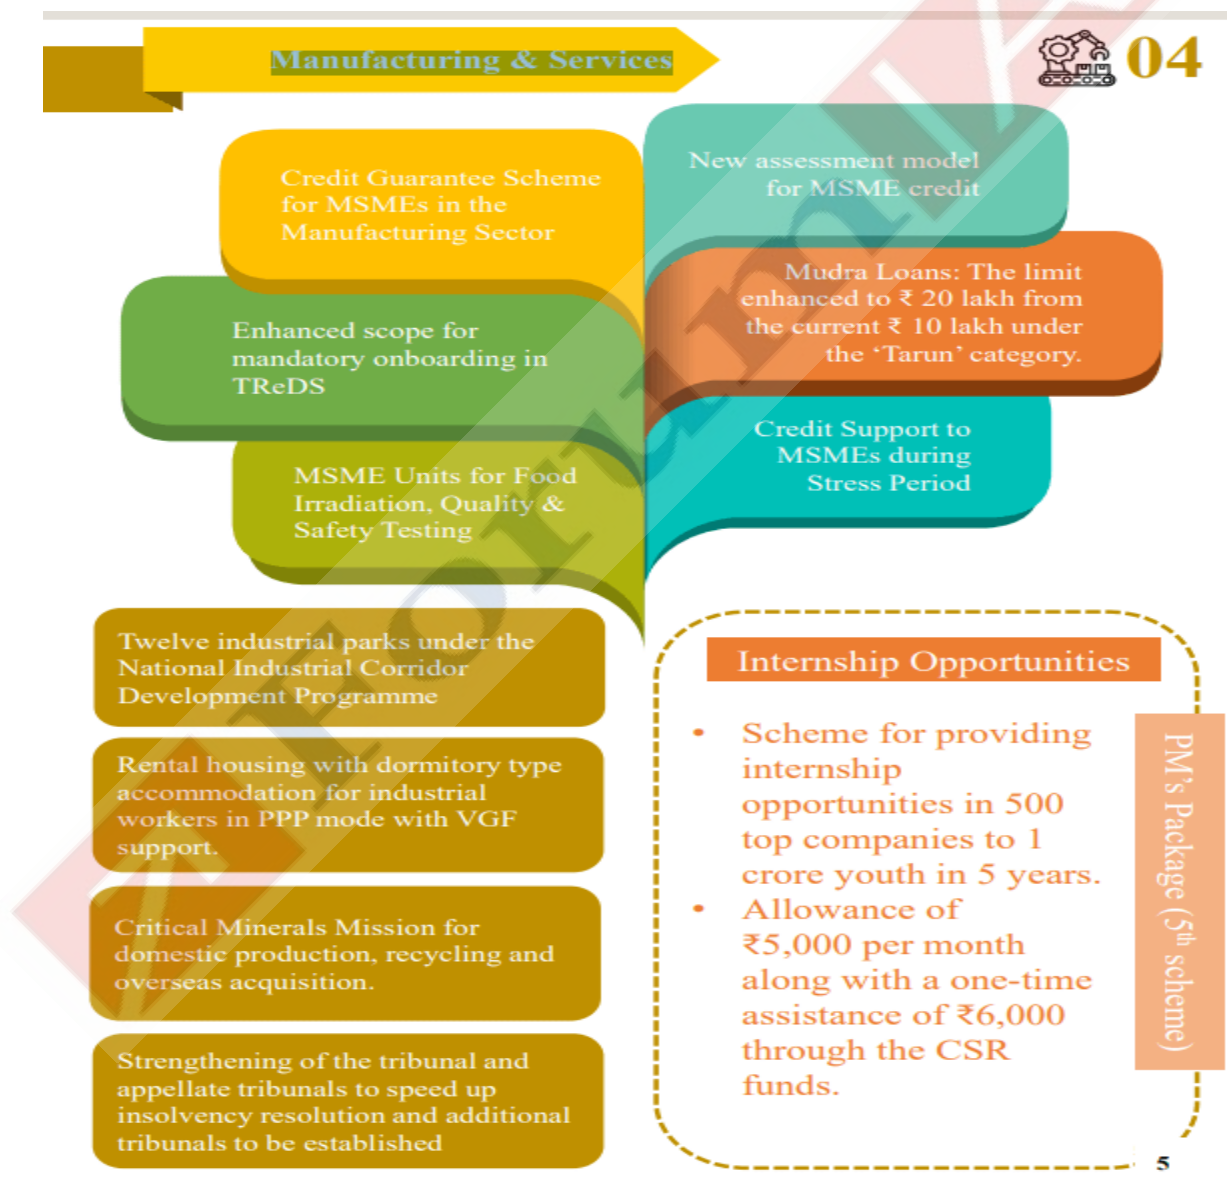 Manufacturing & Services
04
Credit Guarantee Scheme
for MSMEs in the
Manufacturing Sector
New assessment model
for MSME credit
Enhanced scope for
mandatory onboarding in
TReDS
Mudra Loans: The limit
enhanced to ₹ 20 lakh from
the current ₹ 10 lakh under
the ‘Tarun’ category.
MSME Units for Food
Irradiation, Quality &
Safety Testing
Credit Support to
MSMEs during
Stress Period
Twelve industrial parks under the
National Industrial Corridor
Development Programme
Rental housing with dormitory type
accommodation for industrial
workers in PPP mode with VGF
support.
Critical Minerals Mission for
domestic production, recycling and
overseas acquisition.
Strengthening of the tribunal and
appellate tribunals to speed up
insolvency resolution and additional
tribunals to be established
Internship Opportunities
• Scheme for providing
internship
opportunities in 500
top companies to 1
crore youth in 5 years.
• Allowance of
₹5,000 per month
along with a one-time
assistance of ₹6,000
through the CSR
funds.
PM’s Package (5th scheme)
5
ForumIA